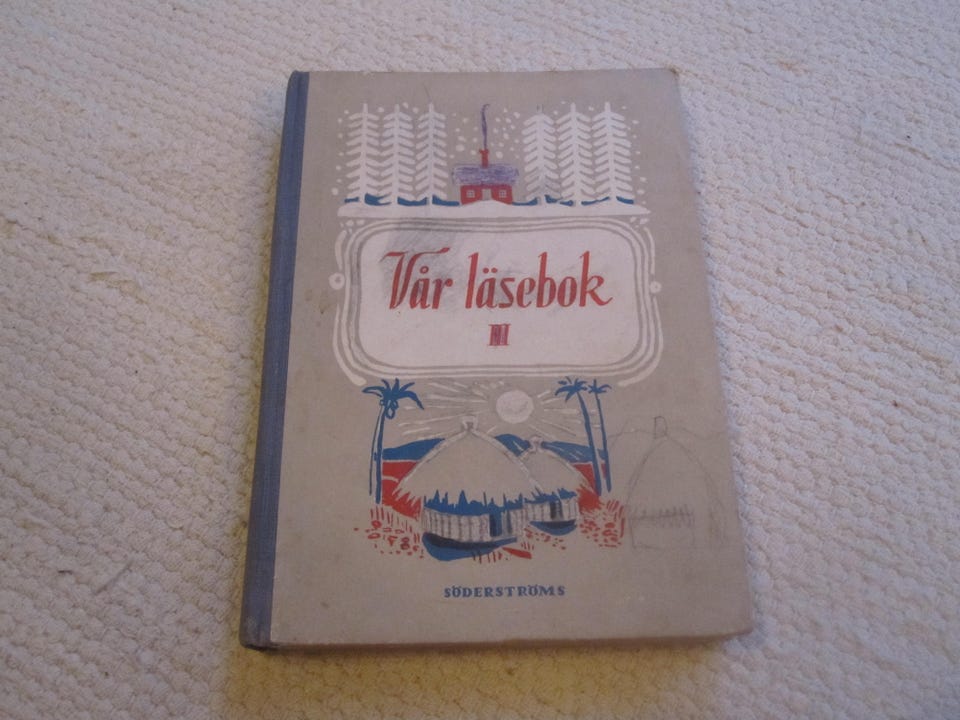 Vår läsebok
III
SÖDERSTRÖMS